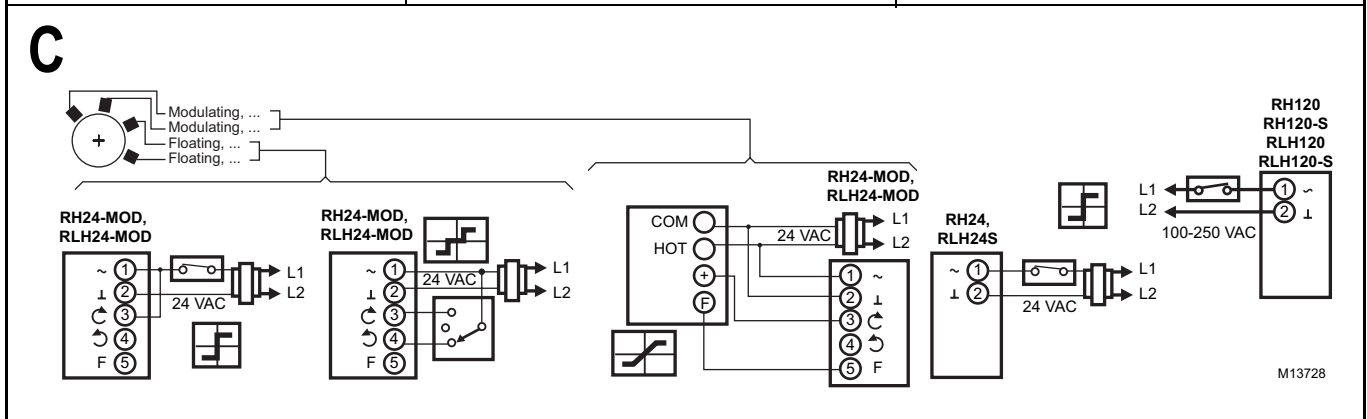 C
Modulating, ...
Modulating, ...
Floating, ...
Floating, ...
RH24-MOD,
RLH24-MOD
~ 1
⊥ 2
3
4
F 5
24 VAC
L1
L2
RH24-MOD,
RLH24-MOD
~ 1
⊥ 2
3
4
F 5
24 VAC
L1
L2
COM
HOT
+
F
RH24-MOD,
RLH24-MOD
24 VAC
L1
L2
1 ~
2 ⊥
3
4
5 F
RH24,
RLH24S
~ 1
⊥ 2
24 VAC
L1
L2
RH120
RH120-S
RLH120
RLH120-S
L1
L2
100-250 VAC
1 ~
2 ⊥
M13728